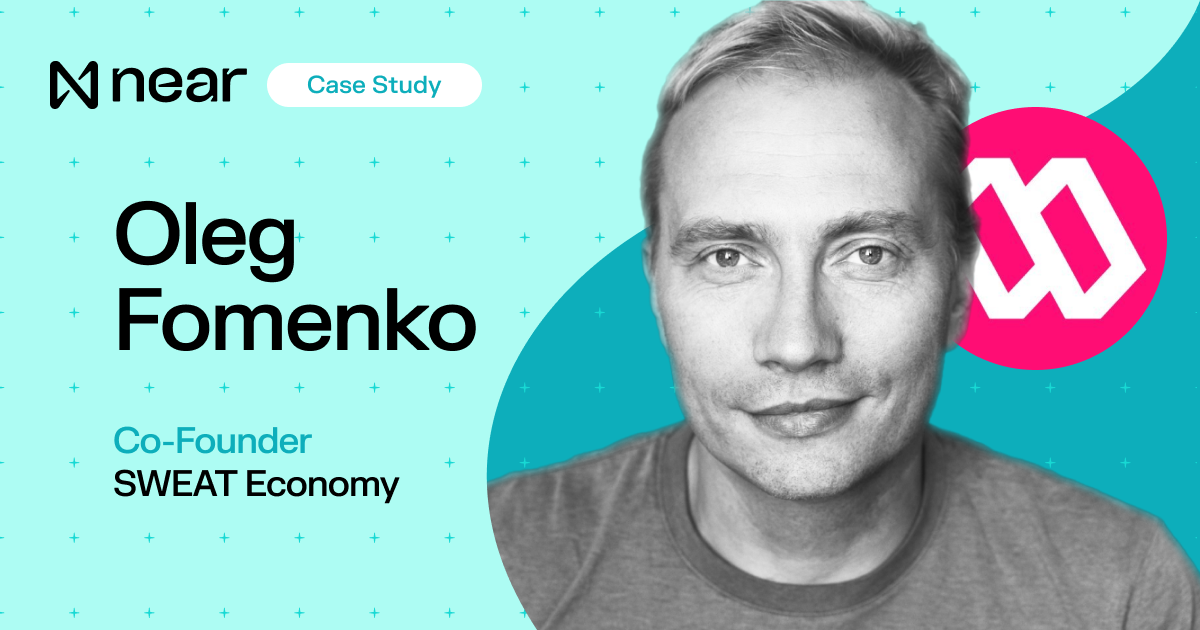 near
Case Study
Oleg
Fomenko
Co-Founder
SWEAT Economy